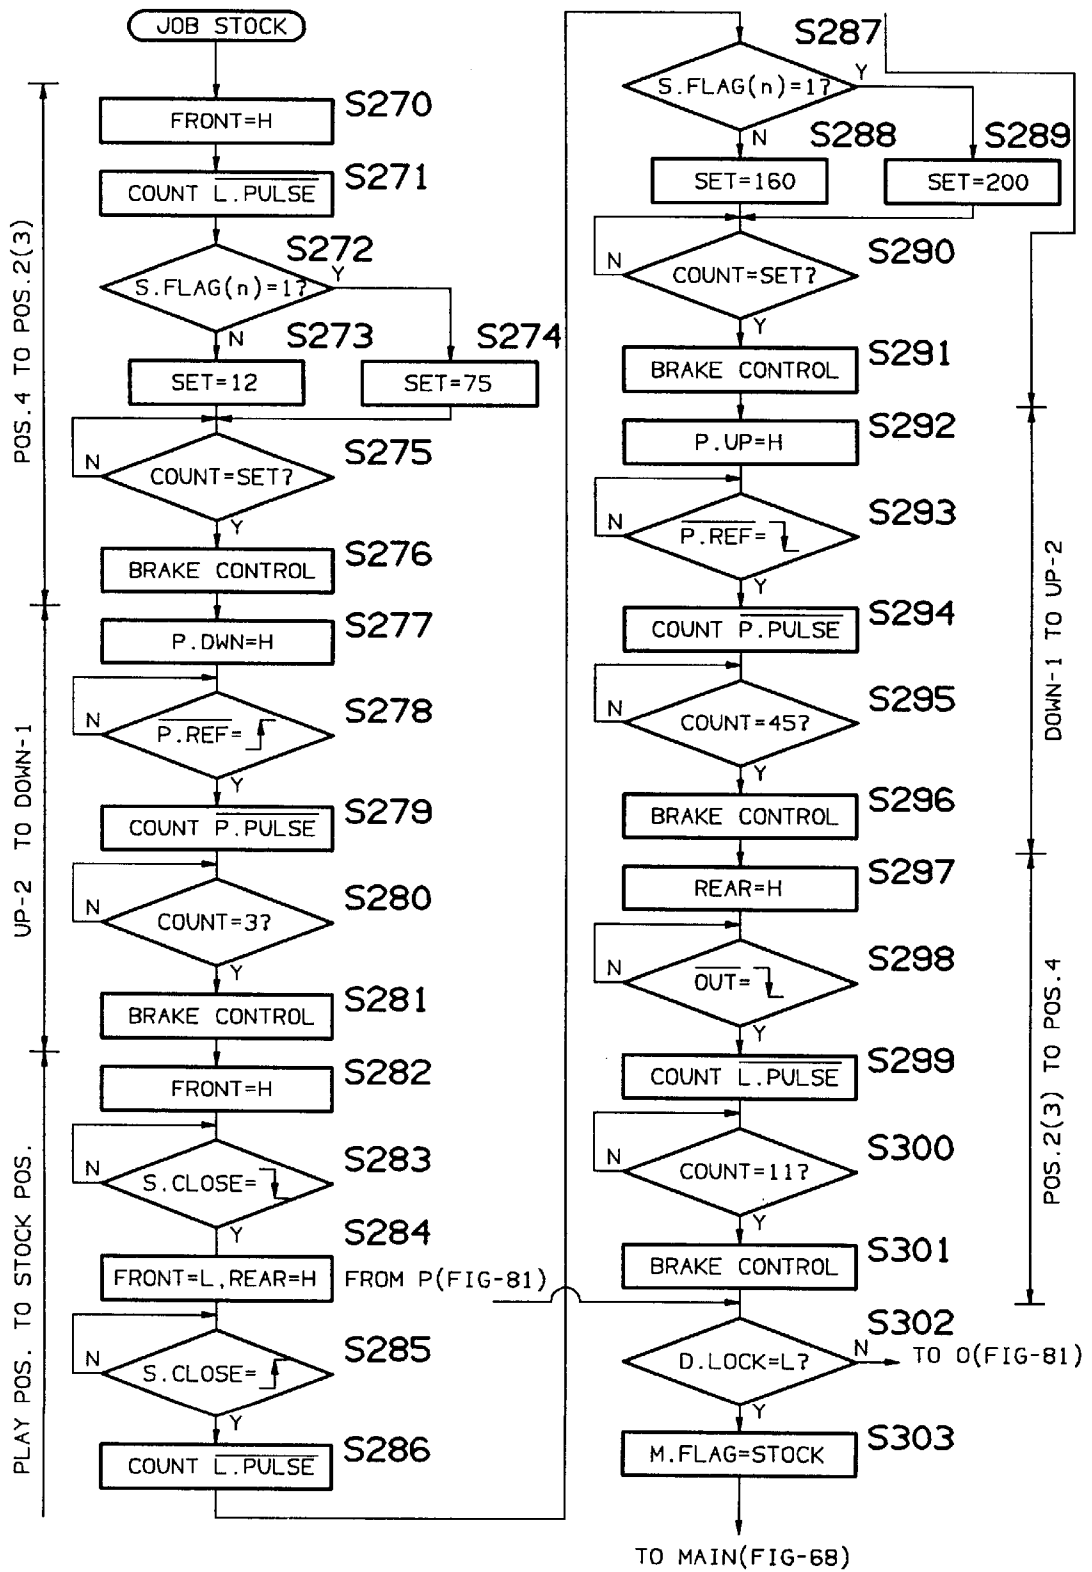 JOB STOCK
S270
FRONT=H
S271
COUNT L.PULSE
S272
S.FLAG(n)=1?
Y
N
S273
SET=12
S274
SET=75
S275
COUNT=SET?
N
Y
S276
BRAKE CONTROL
POS.4 TO POS.2(3)
S277
P.DWN=H
S278
P.REF=
N
Y
S279
COUNT P.PULSE
S280
COUNT=3?
N
Y
S281
BRAKE CONTROL
UP-2 TO DOWN-1
S282
FRONT=H
S283
S.CLOSE=
N
Y
S284
FRONT=L,REAR=H
S285
S.CLOSE=
N
Y
S286
COUNT L.PULSE
PLAY POS. TO STOCK POS.
S287
S.FLAG(n)=1?
Y
N
S288
SET=160
S289
SET=200
S290
COUNT=SET?
N
Y
S291
BRAKE CONTROL
S292
P.UP=H
S293
P.REF=
N
Y
S294
COUNT P.PULSE
S295
COUNT=45?
N
Y
S296
BRAKE CONTROL
DOWN-1 TO UP-2
S297
REAR=H
S298
OUT=
N
Y
S299
COUNT L.PULSE
S300
COUNT=11?
N
Y
S301
BRAKE CONTROL
POS.2(3) TO POS.4
FROM P(FIG-81)
S302
D.LOCK=L?
N
TO O(FIG-81)
Y
S303
M.FLAG=STOCK
TO MAIN(FIG-68)